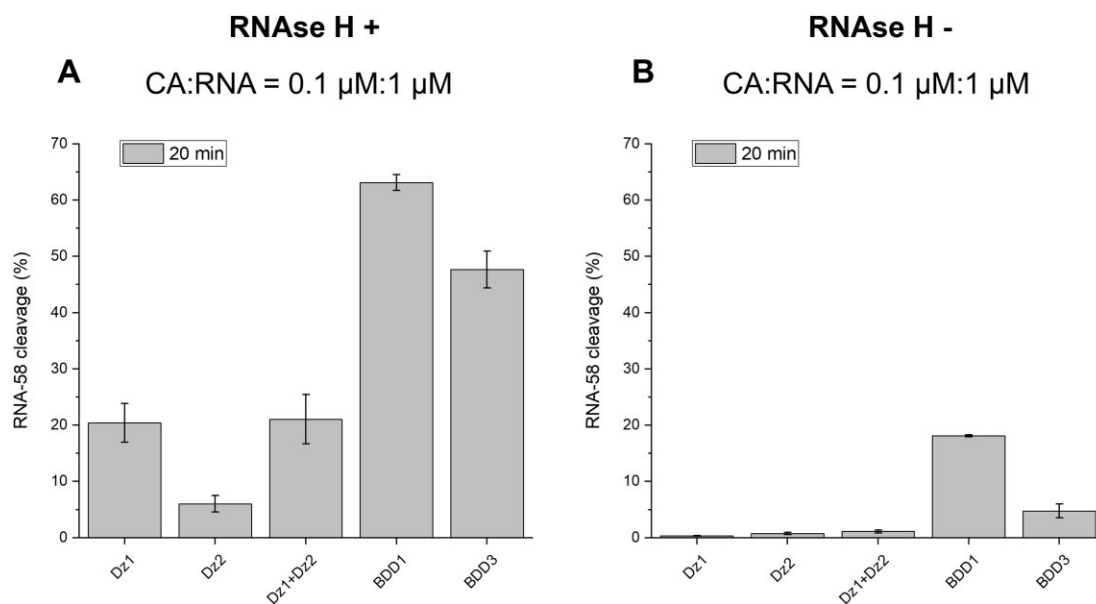 RNAse H +
A
CA:RNA = 0.1 µM:1 µM
20 min
RNA-58 cleavage (%)
70
60
50
40
30
20
10
0
Dz1
Dz2
Dz1+Dz2
BDD1
BDD3
RNAse H -
B
CA:RNA = 0.1 µM:1 µM
20 min
RNA-58 cleavage (%)
70
60
50
40
30
20
10
0
Dz1
Dz2
Dz1+Dz2
BDD1
BDD3